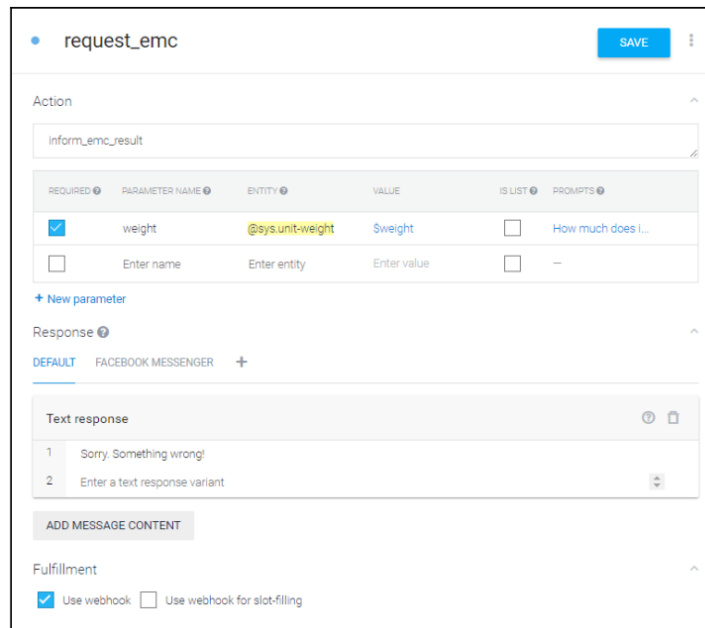 request_emc
SAVE
Action
inform_emc_result
REQUIRED PARAMETER NAME ENTITY VALUE IS LIST PROMPTS
weight @sys.unit-weight $weight How much does i...
Enter name Enter entity Enter value —
+ New parameter
Response
DEFAULT FACEBOOK MESSENGER +
Text response
1 Sorry. Something wrong!
2 Enter a text response variant
ADD MESSAGE CONTENT
Fulfillment
Use webhook Use webhook for slot-filling